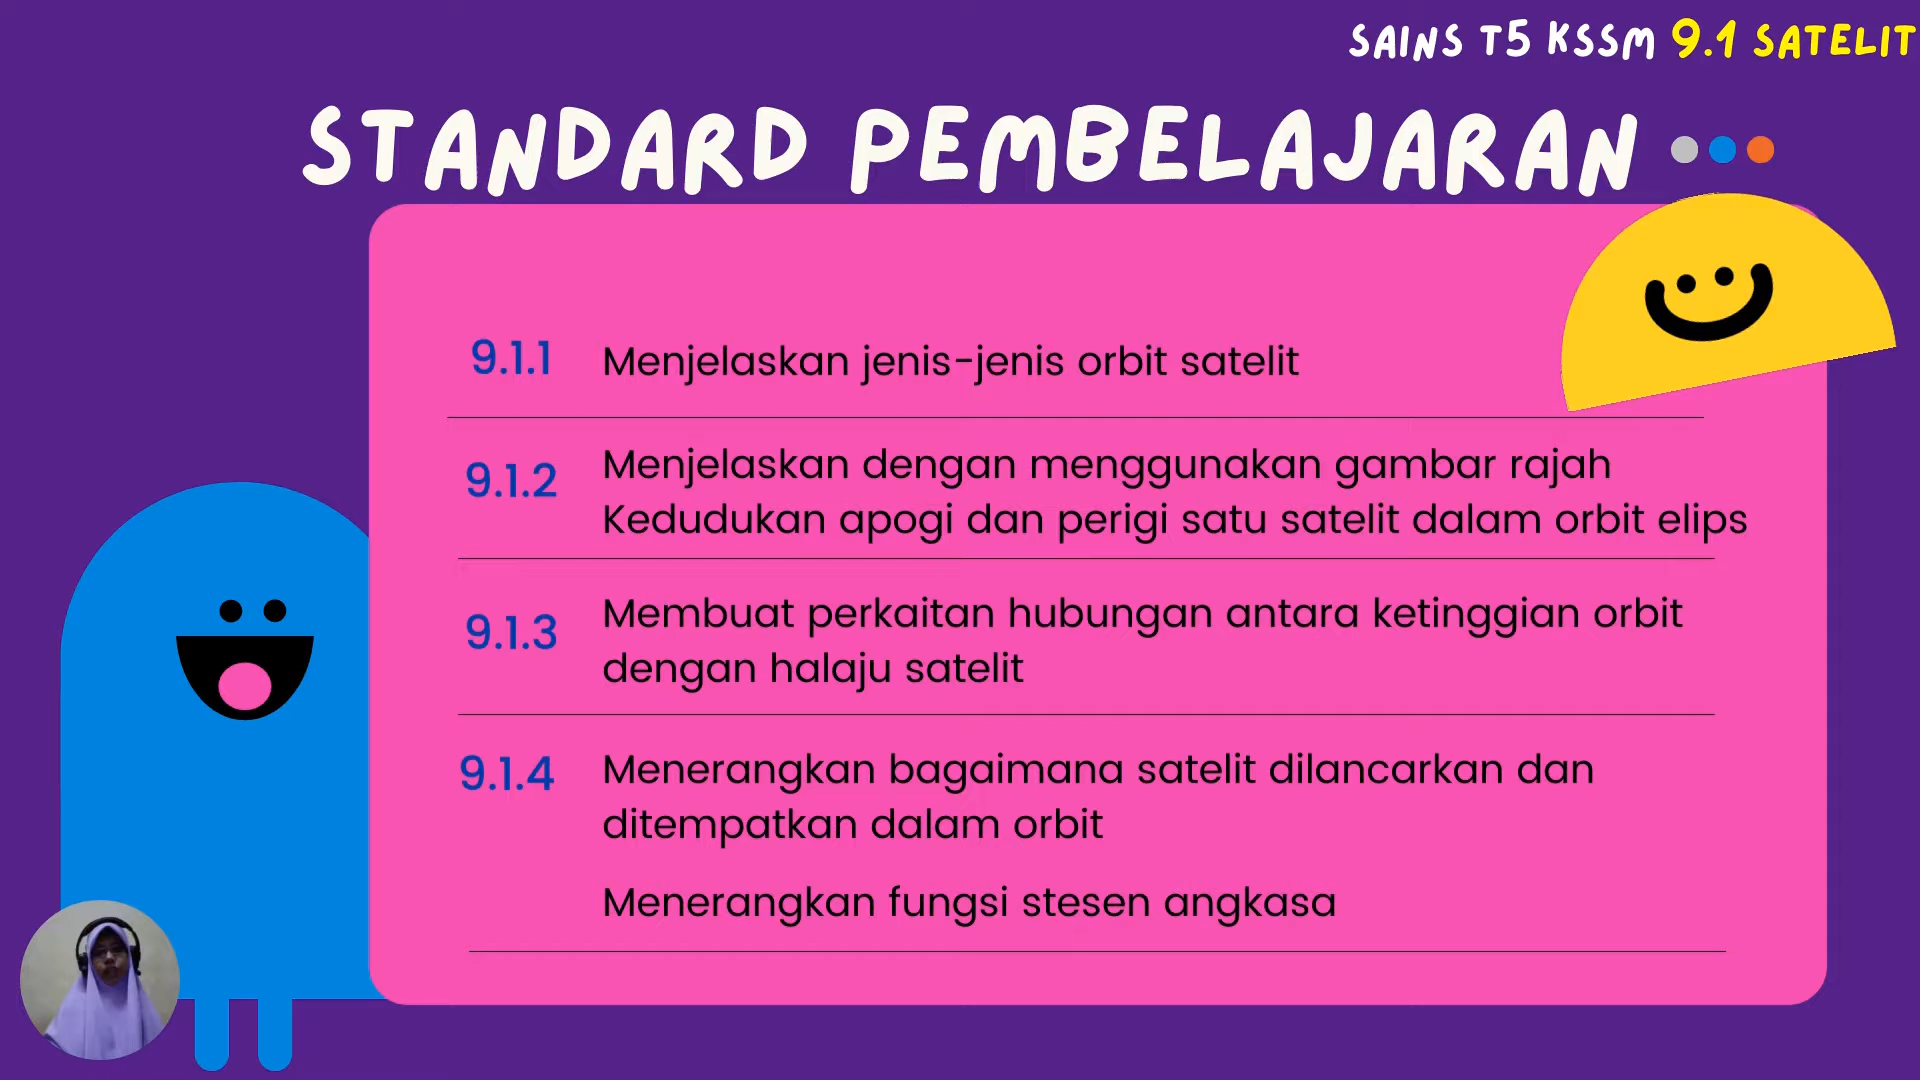 SAINS T5 KSSM 9.1 SATELIT
STANDARD PEMBELAJARAN
9.1.1 Menjelaskan jenis-jenis orbit satelit
9.1.2 Menjelaskan dengan menggunakan gambar rajah
Kedudukan apogi dan perigi satu satelit dalam orbit elips
9.1.3 Membuat perkaitan hubungan antara ketinggian orbit
dengan halaju satelit
9.1.4 Menerangkan bagaimana satelit dilancarkan dan
ditempatkan dalam orbit
Menerangkan fungsi stesen angkasa